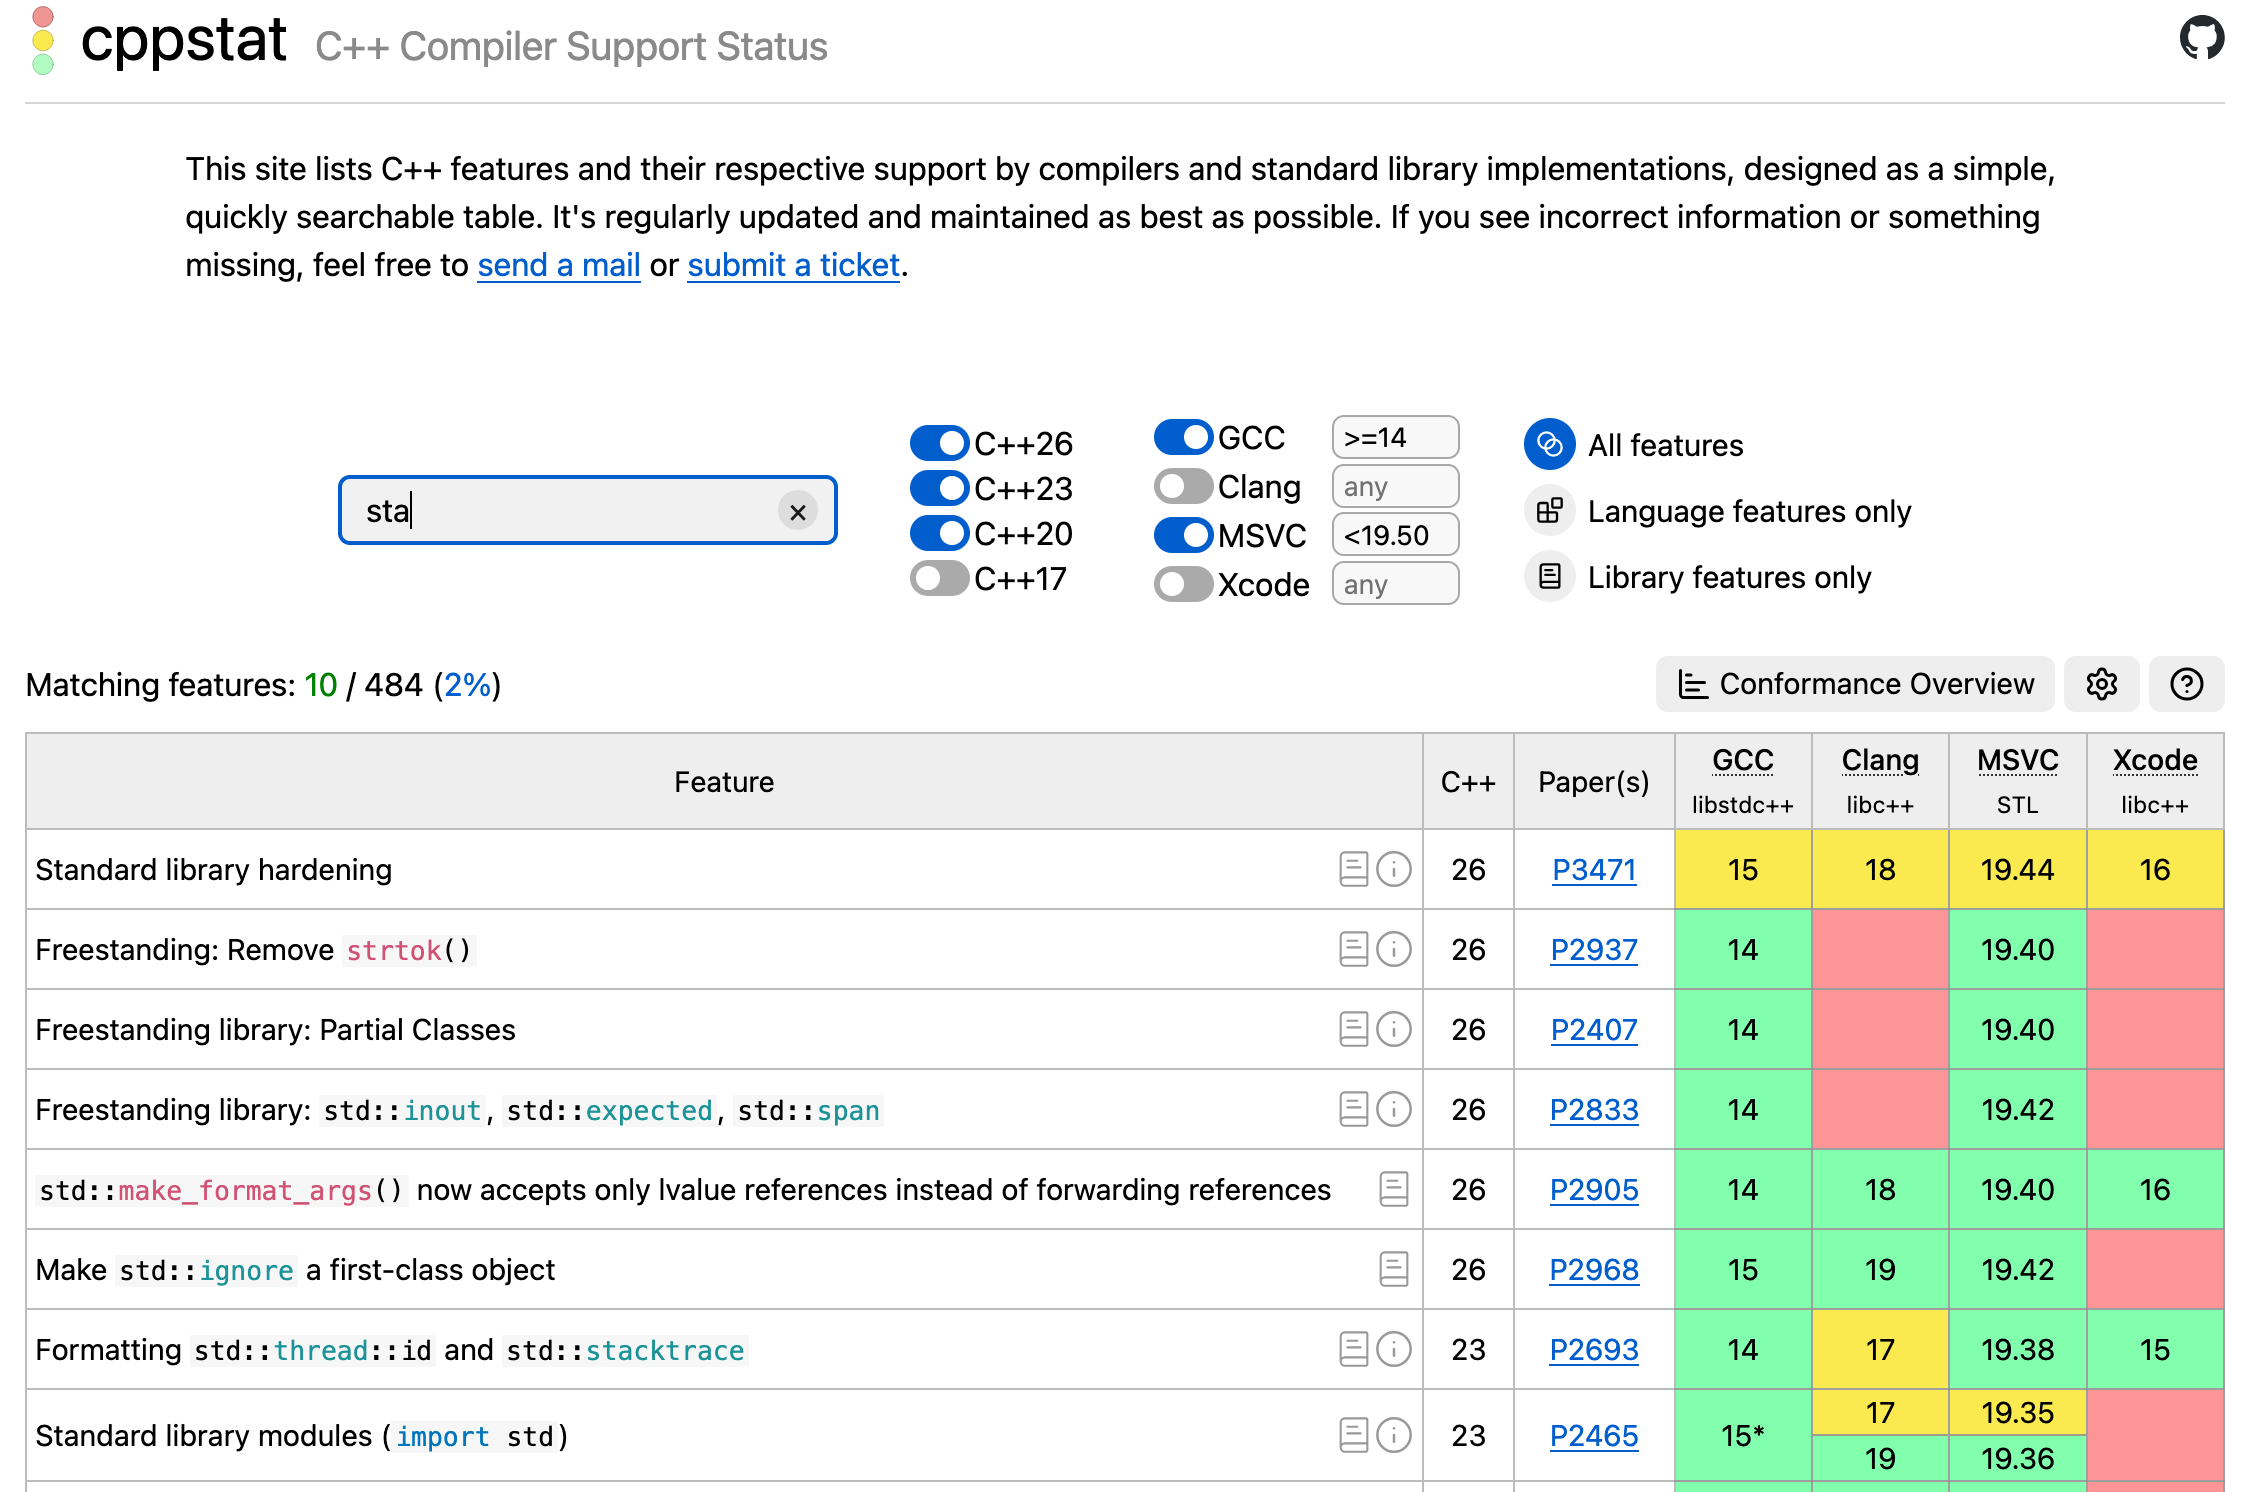 cppstat C++ Compiler Support Status
This site lists C++ features and their respective support by compilers and standard library implementations, designed as a simple,
quickly searchable table. It's regularly updated and maintained as best as possible. If you see incorrect information or something
missing, feel free to send a mail or submit a ticket.
sta
C++26
C++23
C++20
C++17
GCC >=14
Clang any
MSVC <19.50
Xcode any
All features
Language features only
Library features only
Matching features: 10 / 484 (2%)
Conformance Overview
Feature C++ Paper(s) GCC libstdc++ Clang libc++ MSVC STL Xcode libc++
Standard library hardening 26 P3471 15 18 19.44 16
Freestanding: Remove strtok() 26 P2937 14 19.40
Freestanding library: Partial Classes 26 P2407 14 19.40
Freestanding library: std::inout, std::expected, std::span 26 P2833 14 19.42
std::make_format_args() now accepts only lvalue references instead of forwarding references 26 P2905 14 18 19.40 16
Make std::ignore a first-class object 26 P2968 15 19 19.42
Formatting std::thread::id and std::stacktrace 23 P2693 14 17 19.38 15
Standard library modules (import std) 23 P2465 15* 17 19.35
19 19.36